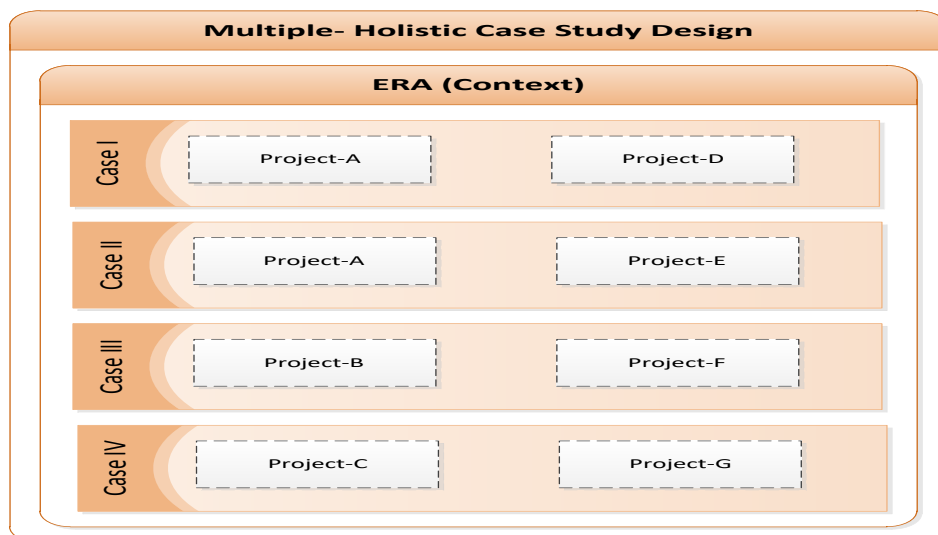 Multiple- Holistic Case Study Design
ERA (Context)
Case I
Project-A
Project-D
Case II
Project-A
Project-E
Case III
Project-B
Project-F
Case IV
Project-C
Project-G